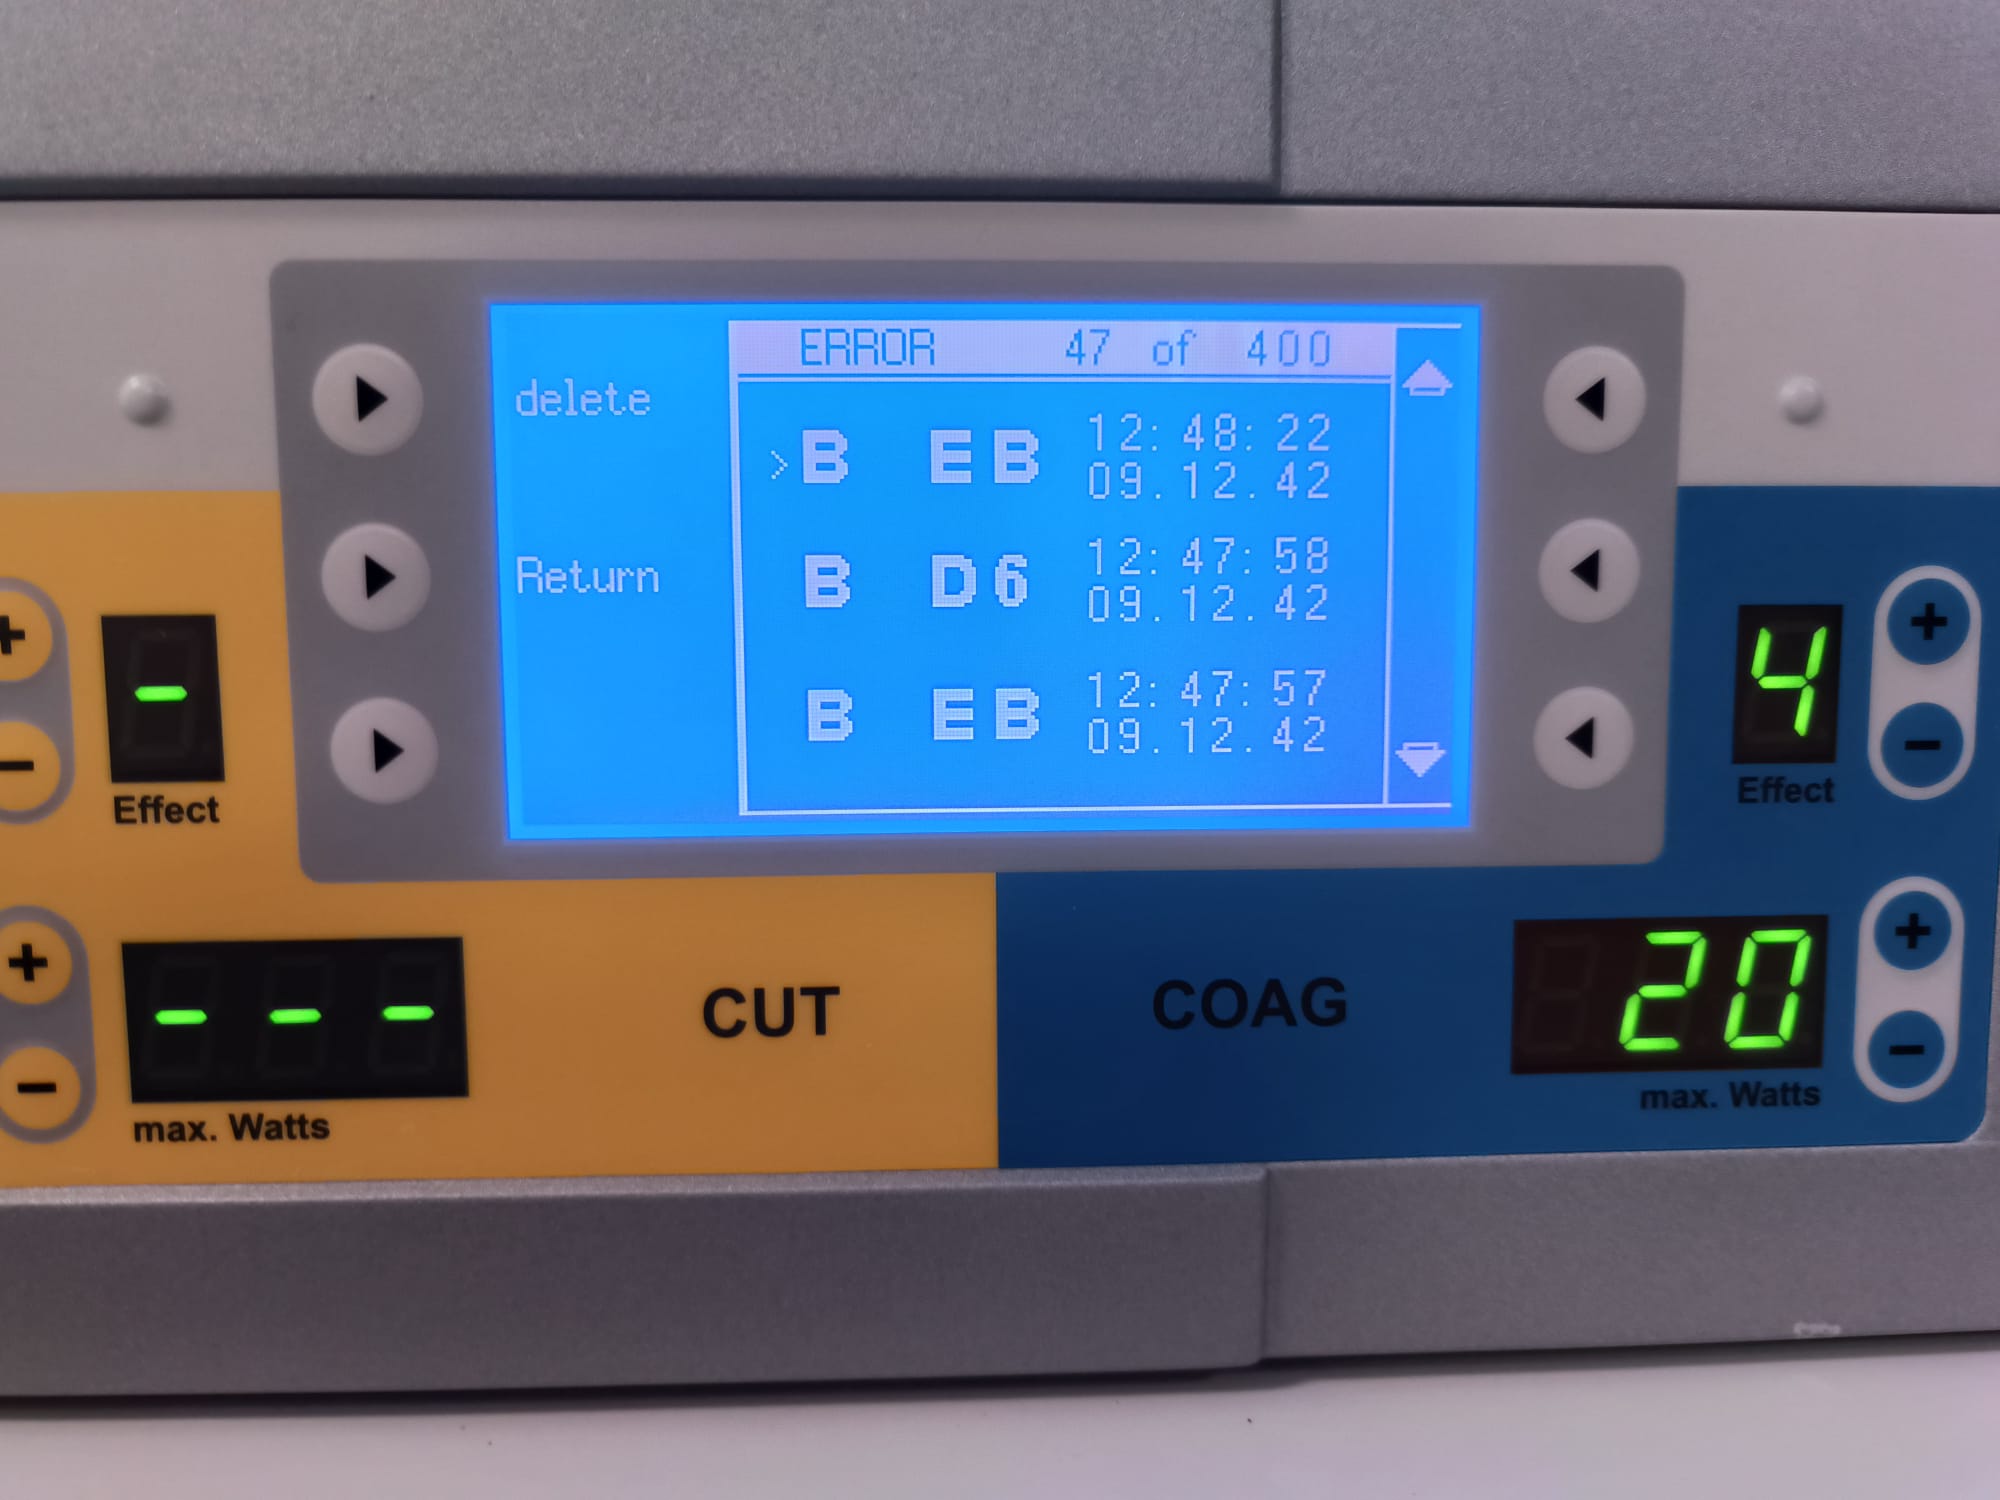 ERROR 47 of 400
delete
>B EB 12:48:22
09.12.42
B D6 12:47:58
09.12.42
Return
B EB 12:47:57
09.12.42
+
-
-
Effect
4
+
-
Effect
+
-
- - -
max. Watts
CUT
COAG
20
+
-
max. Watts